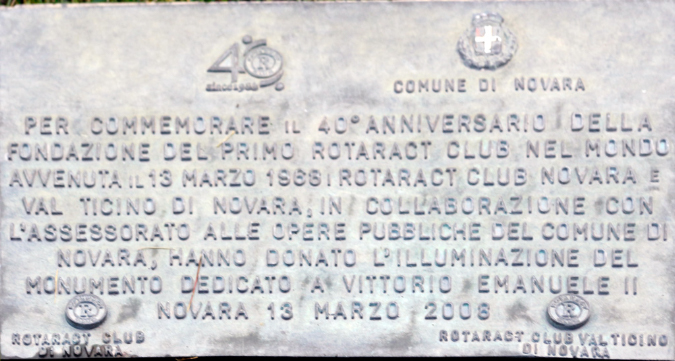 40°
since 1968
COMUNE DI NOVARA
PER COMMEMORARE IL 40° ANNIVERSARIO DELLA
FONDAZIONE DEL PRIMO ROTARACT CLUB NEL MONDO
AVVENUTA IL 13 MARZO 1968 I ROTARACT CLUB NOVARA E
VAL TICINO DI NOVARA, IN COLLABORAZIONE CON
L'ASSESSORATO ALLE OPERE PUBBLICHE DEL COMUNE DI
NOVARA, HANNO DONATO L'ILLUMINAZIONE DEL
MONUMENTO DEDICATO A VITTORIO EMANUELE II
NOVARA 13 MARZO 2008
ROTARACT CLUB
DI NOVARA
ROTARACT CLUB VAL TICINO
DI NOVARA